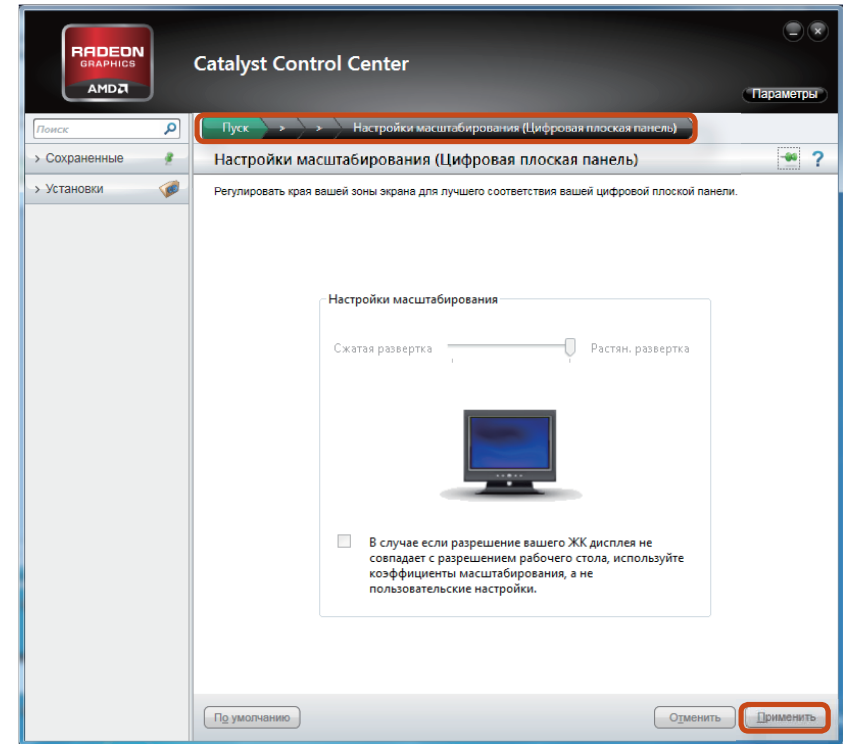 RADEON
GRAPHICS
AMD
Catalyst Control Center
Параметры
Поиск
Пуск > > Настройки масштабирования (Цифровая плоская панель)
> Сохраненные
Настройки масштабирования (Цифровая плоская панель)
?
> Установки
Регулировать края вашей зоны экрана для лучшего соответствия вашей цифровой плоской панели.
Настройки масштабирования
Сжатая развертка
Растян. развертка
В случае если разрешение вашего ЖК дисплея не
совпадает с разрешением рабочего стола, используйте
коэффициенты масштабирования, а не
пользовательские настройки.
По умолчанию
Отменить
Применить